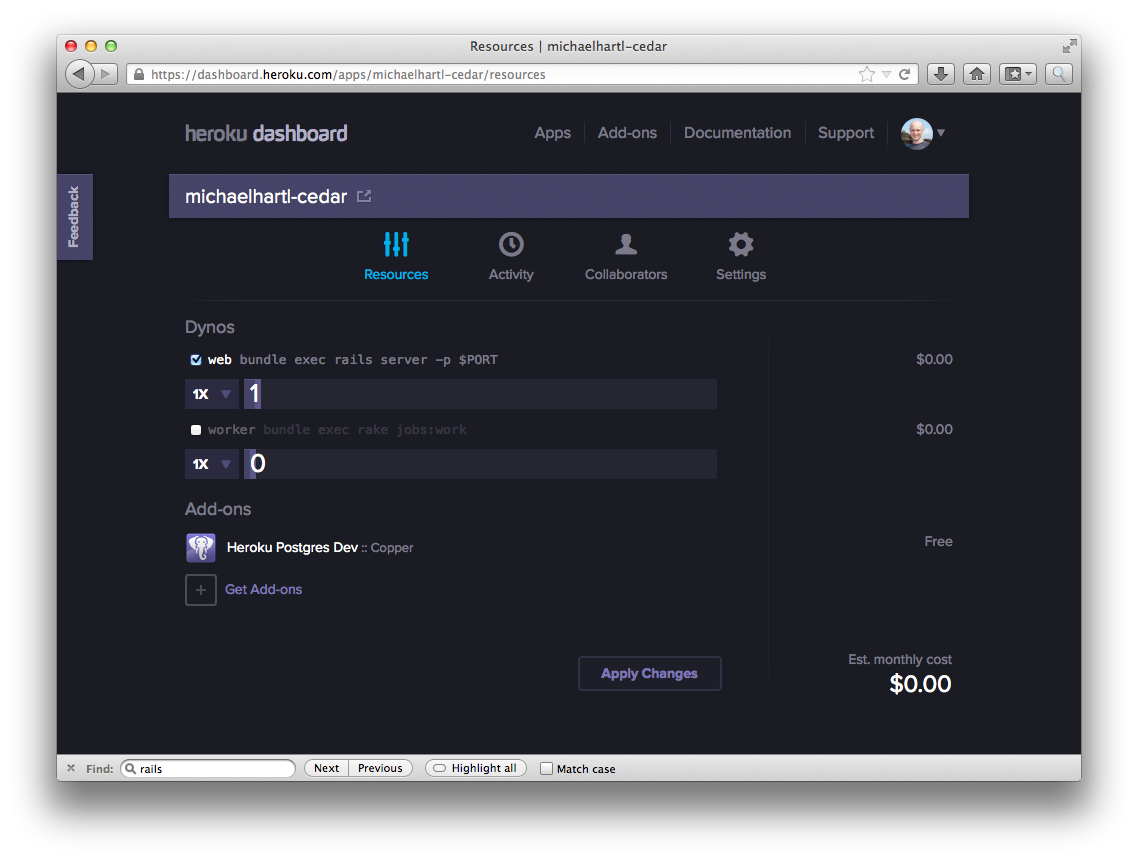 Resources | michaelhartl-cedar
https://dashboard.heroku.com/apps/michaelhartl-cedar/resources
heroku dashboard
Apps
Add-ons
Documentation
Support
Feedback
michaelhartl-cedar
Resources
Activity
Collaborators
Settings
Dynos
web bundle exec rails server -p $PORT $0.00
1X 1
worker bundle exec rake jobs:work $0.00
1X 0
Add-ons
Heroku Postgres Dev :: Copper Free
+ Get Add-ons
Est. monthly cost
Apply Changes $0.00
Find: rails Next Previous Highlight all Match case